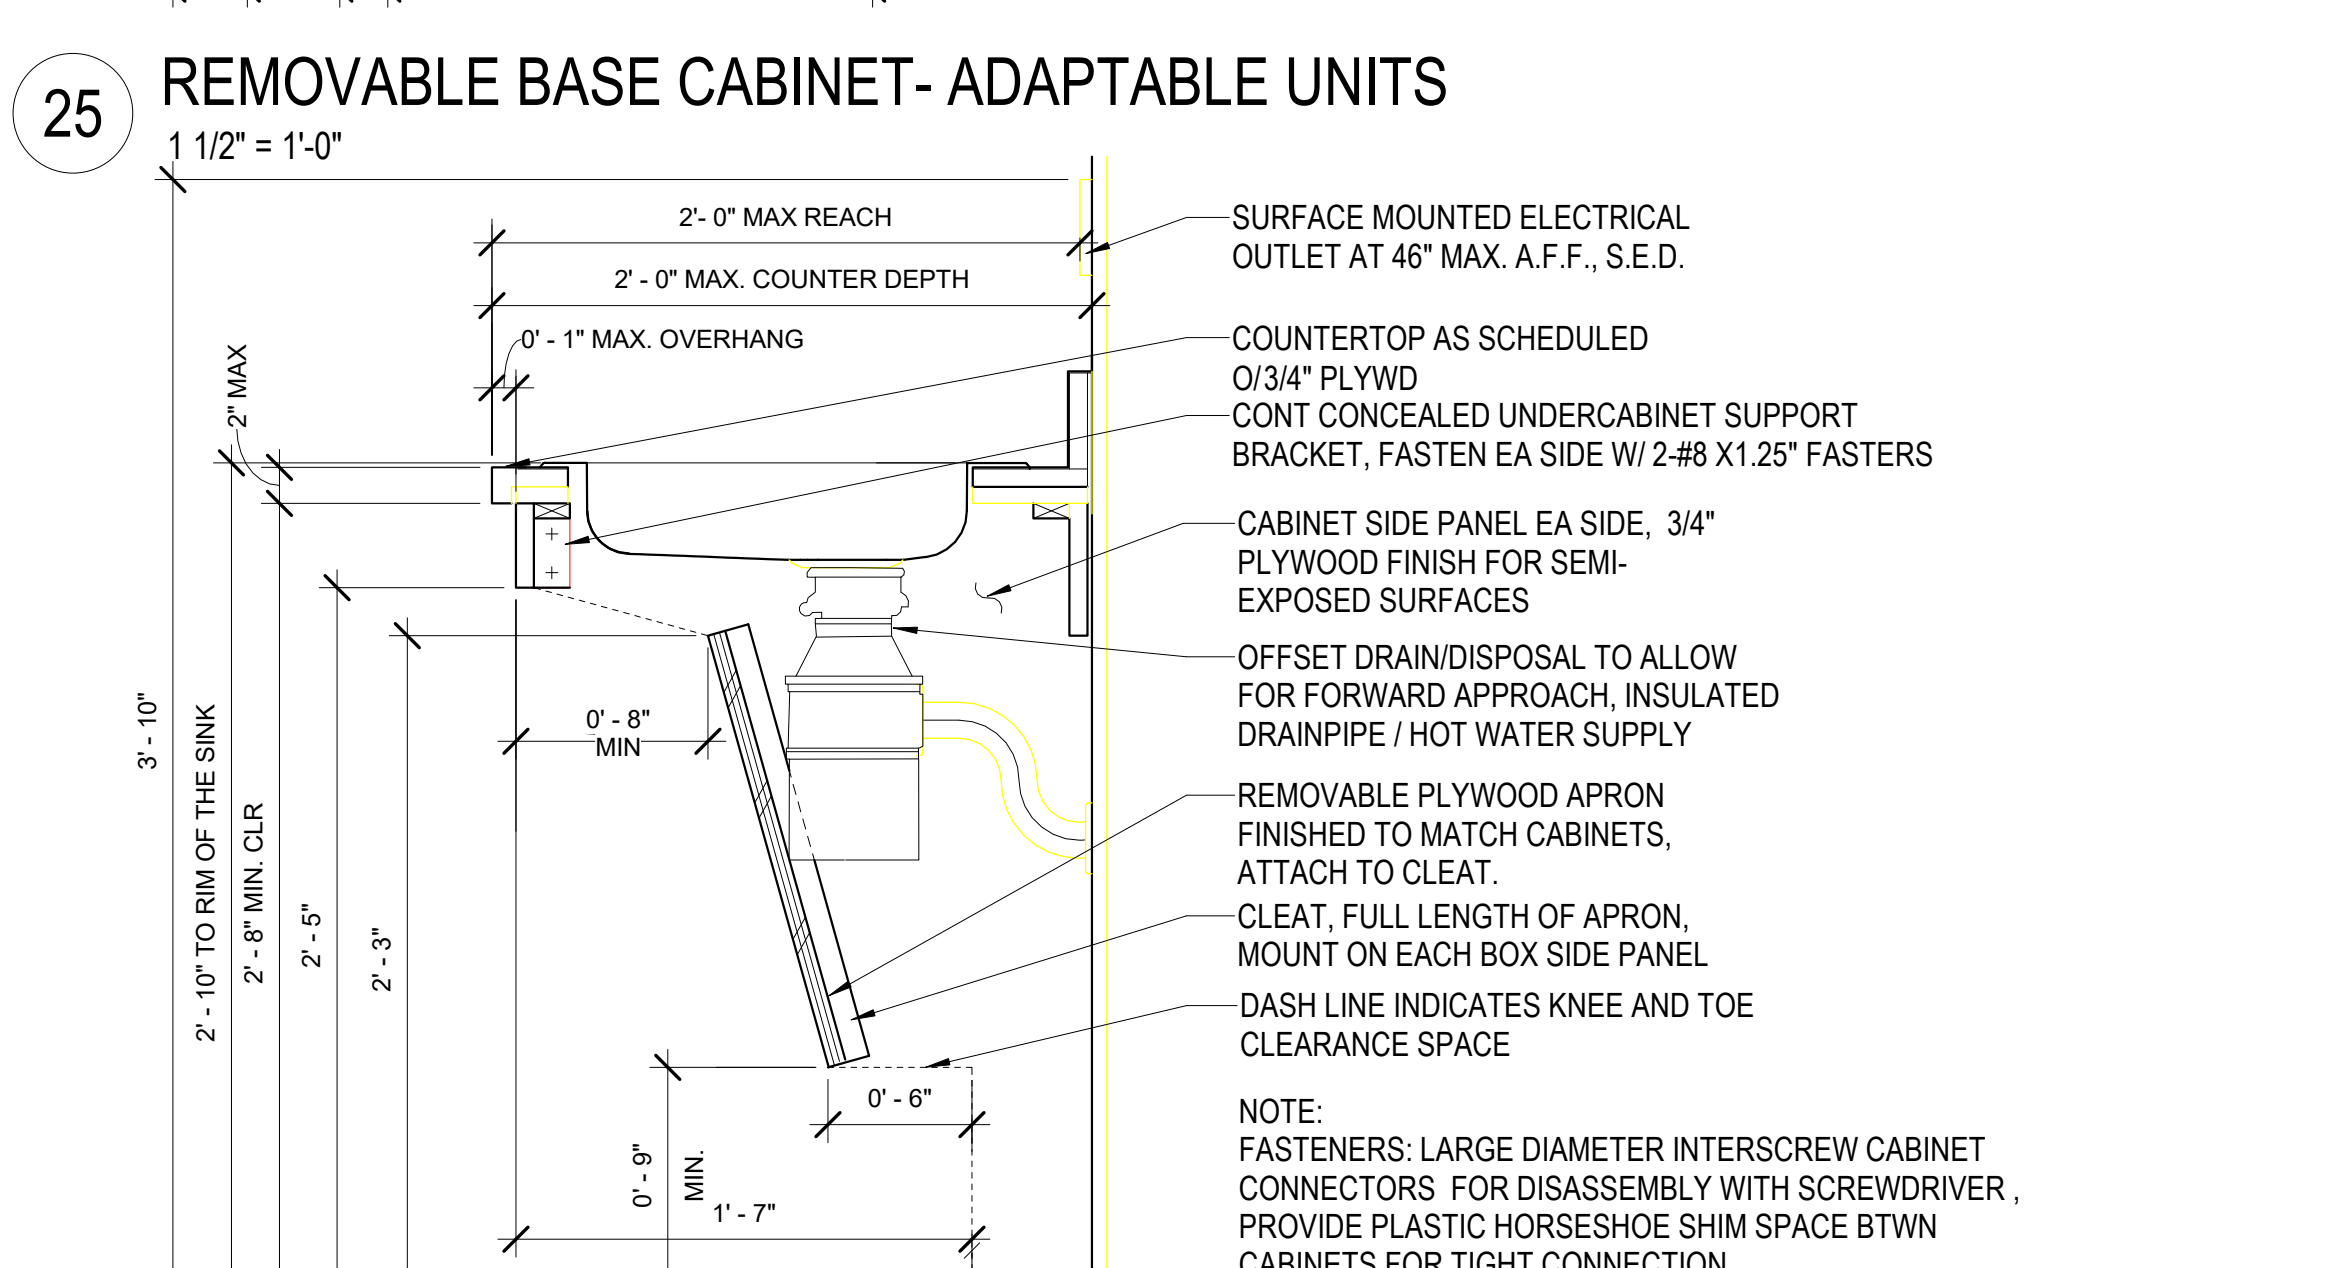 25
REMOVABLE BASE CABINET- ADAPTABLE UNITS
1 1/2" = 1'-0"
2'- 0" MAX REACH
2' - 0" MAX. COUNTER DEPTH
0' - 1" MAX. OVERHANG
2" MAX
3' - 10"
2' - 10" TO RIM OF THE SINK
2' - 8" MIN. CLR
2' - 5"
2' - 3"
0' - 8"
MIN
0' - 6"
0' - 9"
MIN.
1' - 7"
SURFACE MOUNTED ELECTRICAL
OUTLET AT 46" MAX. A.F.F., S.E.D.
COUNTERTOP AS SCHEDULED
O/3/4" PLYWD
CONT CONCEALED UNDERCABINET SUPPORT
BRACKET, FASTEN EA SIDE W/ 2-#8 X1.25" FASTERS
CABINET SIDE PANEL EA SIDE, 3/4"
PLYWOOD FINISH FOR SEMI-
EXPOSED SURFACES
OFFSET DRAIN/DISPOSAL TO ALLOW
FOR FORWARD APPROACH, INSULATED
DRAINPIPE / HOT WATER SUPPLY
REMOVABLE PLYWOOD APRON
FINISHED TO MATCH CABINETS,
ATTACH TO CLEAT.
CLEAT, FULL LENGTH OF APRON,
MOUNT ON EACH BOX SIDE PANEL
DASH LINE INDICATES KNEE AND TOE
CLEARANCE SPACE
NOTE:
FASTENERS: LARGE DIAMETER INTERSCREW CABINET
CONNECTORS FOR DISASSEMBLY WITH SCREWDRIVER ,
PROVIDE PLASTIC HORSESHOE SHIM SPACE BTWN
CABINETS FOR TIGHT CONNECTION